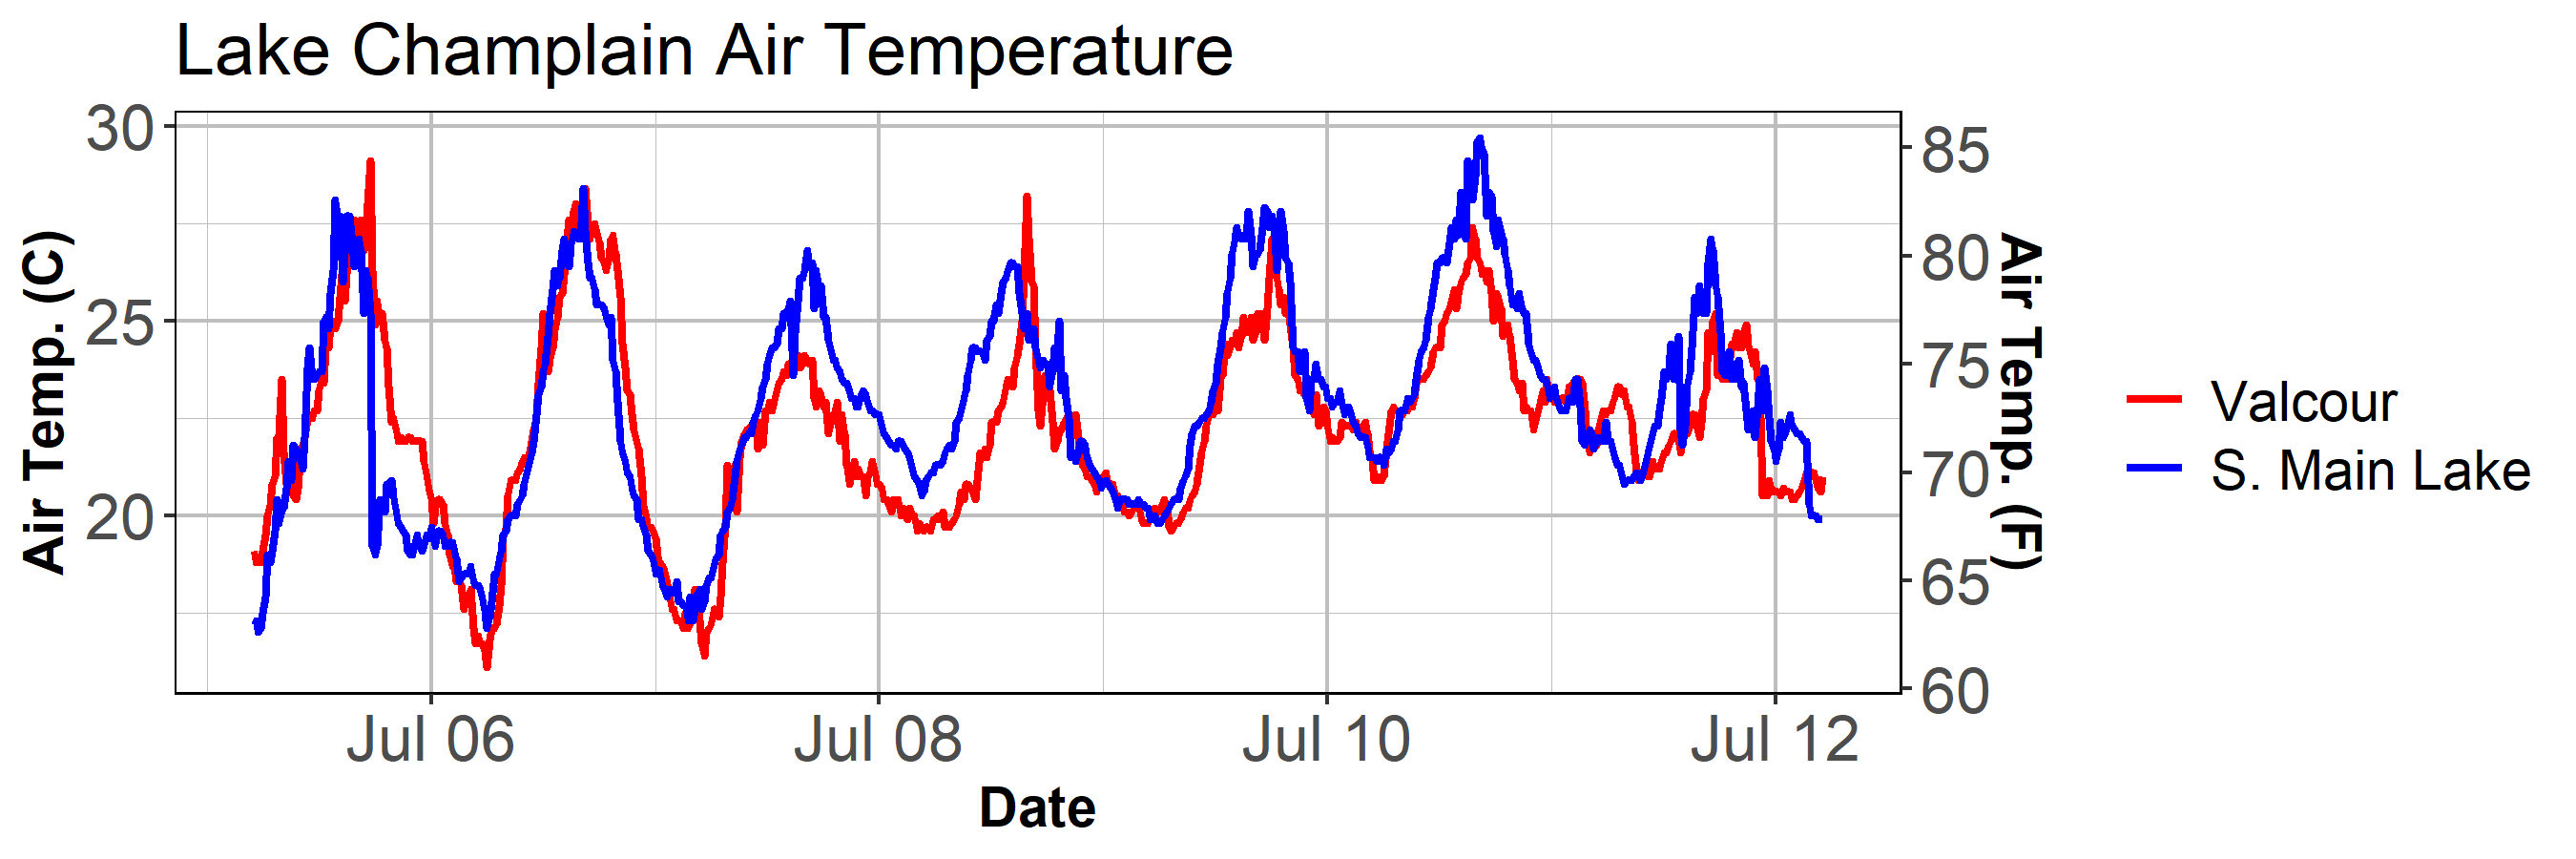 Lake Champlain Air Temperature
Air Temp. (C)
30
25
20
85
80
75
70
65
60
Air Temp. (F)
Jul 06
Jul 08
Jul 10
Jul 12
Date
Valcour
S. Main Lake